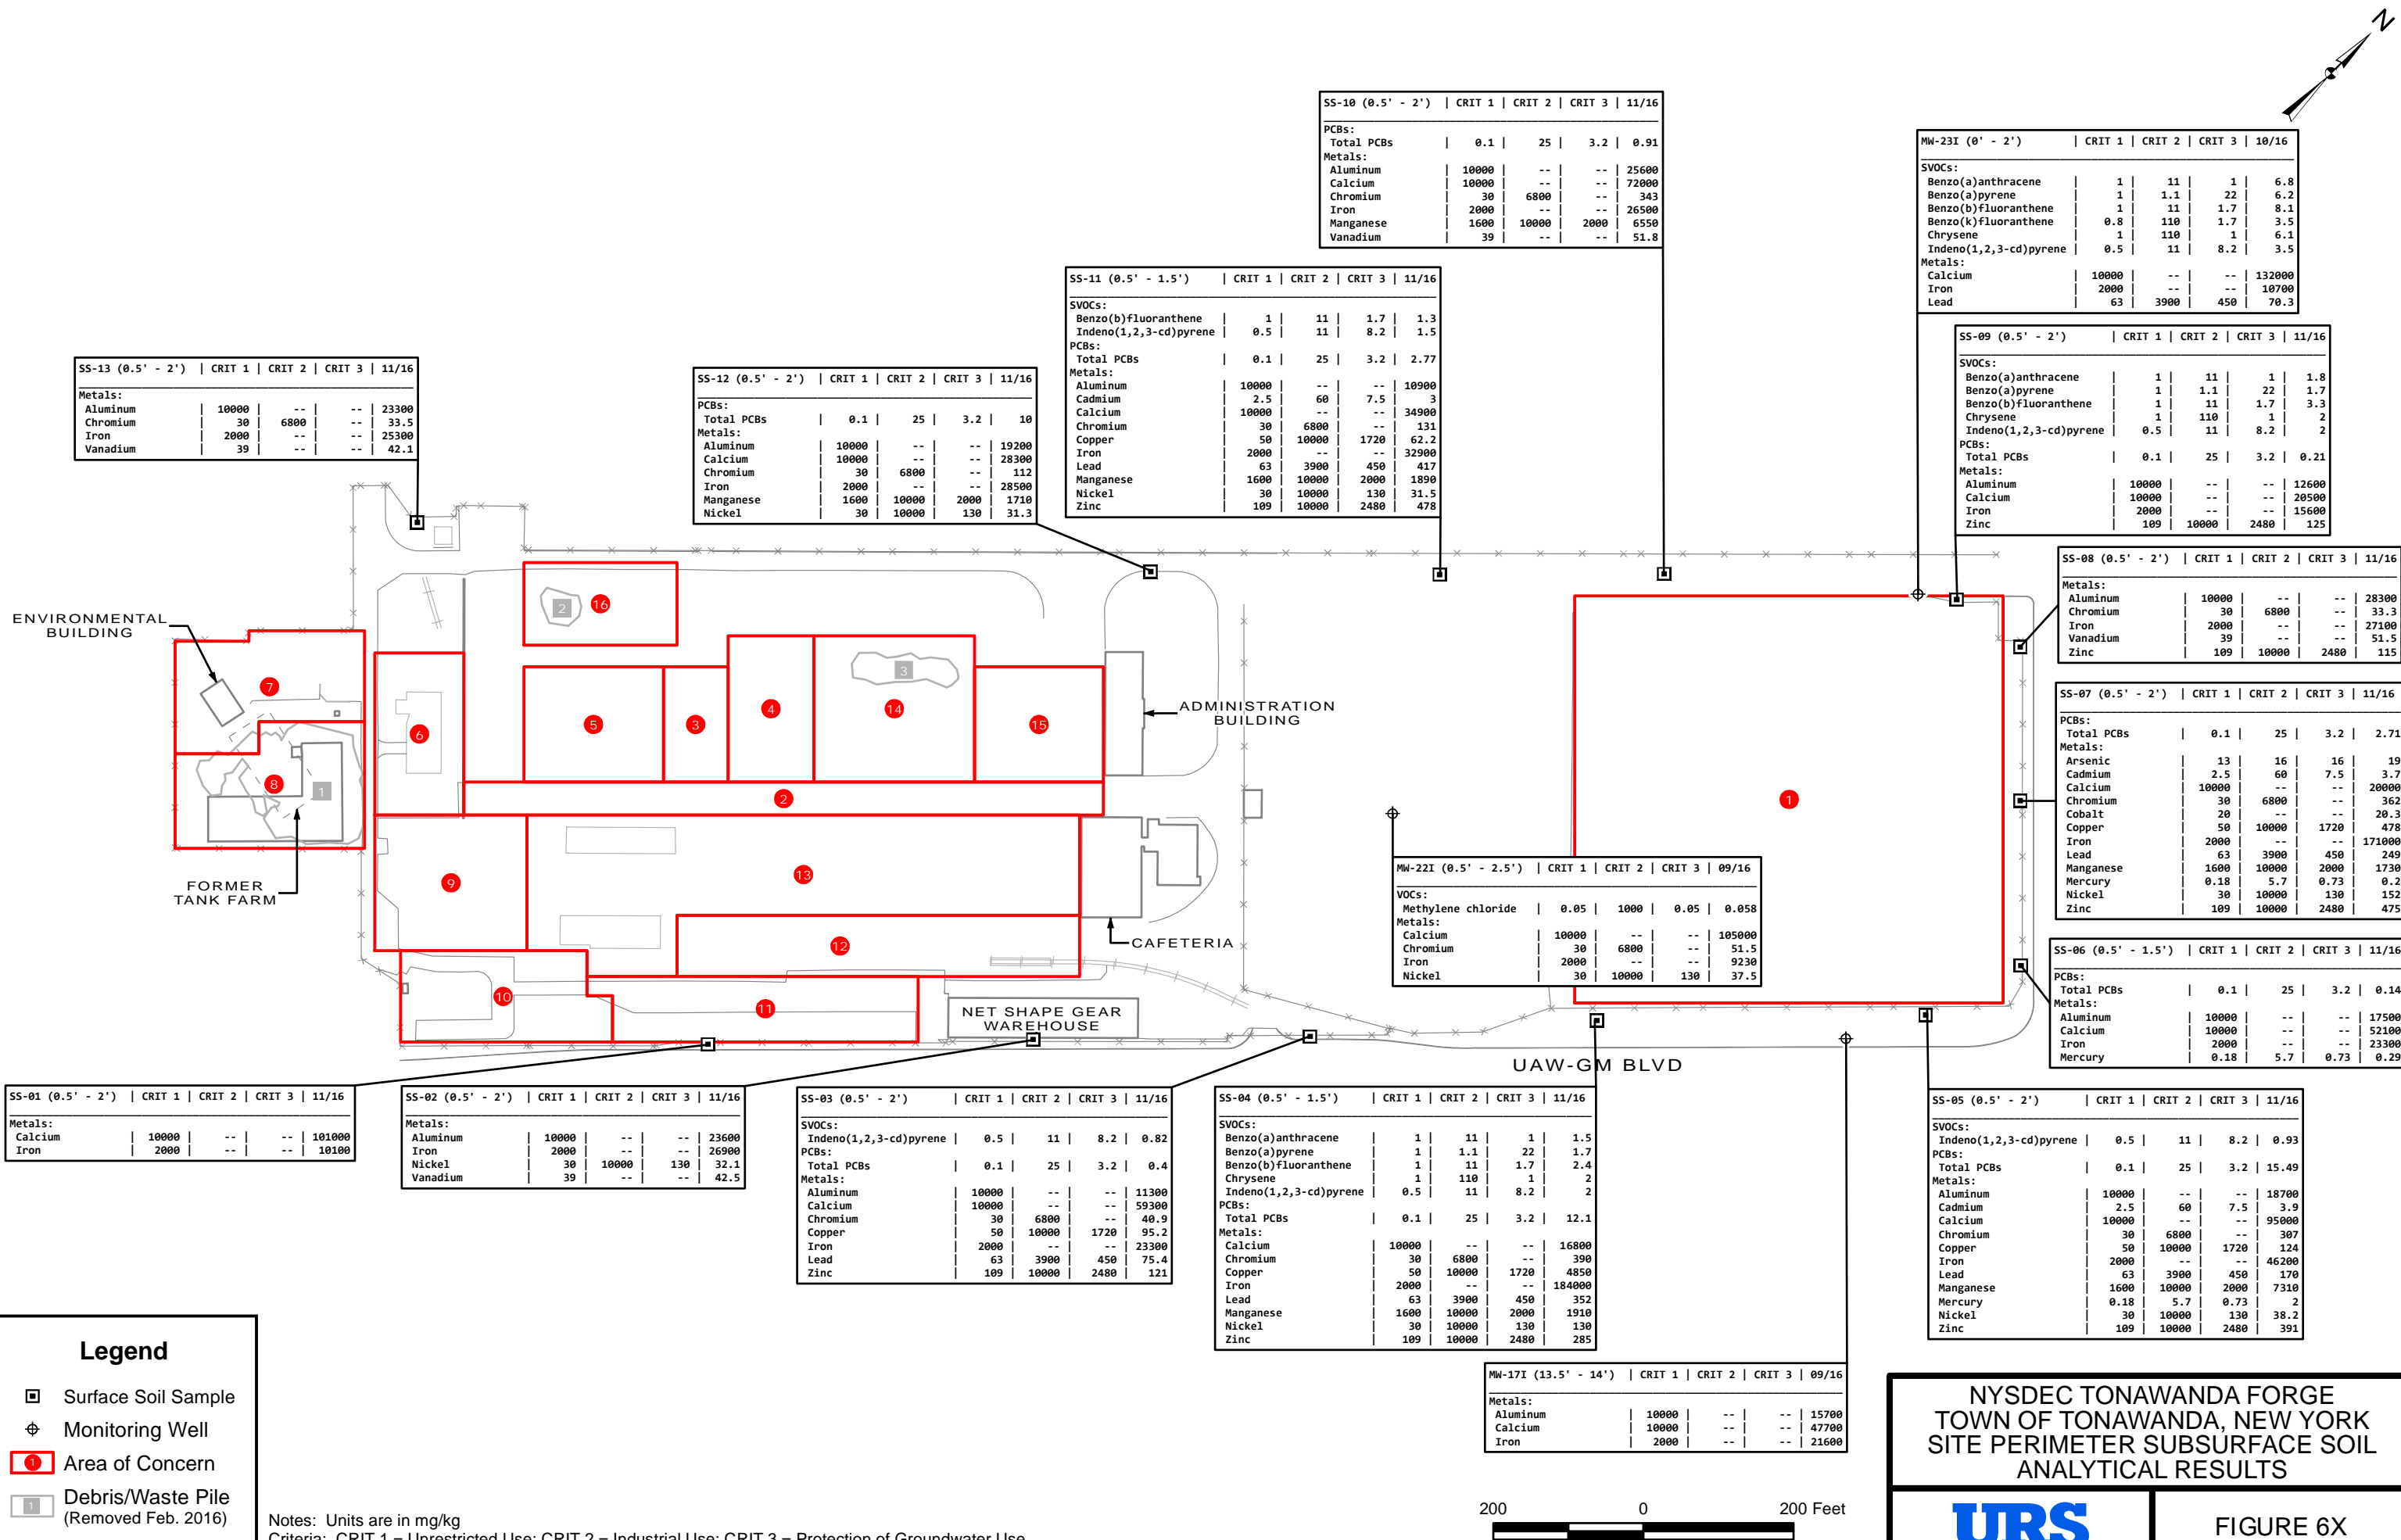 N
SS-10 (0.5' - 2') | CRIT 1 | CRIT 2 | CRIT 3 | 11/16
PCBs:
Total PCBs | 0.1 | 25 | 3.2 | 0.91
Metals:
Aluminum | 10000 | -- | -- | 25600
Calcium | 10000 | -- | -- | 72000
Chromium | 30 | 6800 | -- | 343
Iron | 2000 | -- | -- | 26500
Manganese | 1600 | 10000 | 2000 | 6550
Vanadium | 39 | -- | -- | 51.8
MW-23I (0' - 2') | CRIT 1 | CRIT 2 | CRIT 3 | 10/16
SVOCs:
Benzo(a)anthracene | 1 | 11 | 1 | 6.8
Benzo(a)pyrene | 1 | 1.1 | 22 | 6.2
Benzo(b)fluoranthene | 1 | 11 | 1.7 | 8.1
Benzo(k)fluoranthene | 0.8 | 110 | 1.7 | 3.5
Chrysene | 1 | 110 | 1 | 6.1
Indeno(1,2,3-cd)pyrene | 0.5 | 11 | 8.2 | 3.5
Metals:
Calcium | 10000 | -- | -- | 132000
Iron | 2000 | -- | -- | 10700
Lead | 63 | 3900 | 450 | 70.3
SS-11 (0.5' - 1.5') | CRIT 1 | CRIT 2 | CRIT 3 | 11/16
SVOCs:
Benzo(b)fluoranthene | 1 | 11 | 1.7 | 1.3
Indeno(1,2,3-cd)pyrene | 0.5 | 11 | 8.2 | 1.5
PCBs:
Total PCBs | 0.1 | 25 | 3.2 | 2.77
Metals:
Aluminum | 10000 | -- | -- | 10900
Cadmium | 2.5 | 60 | 7.5 | 3
Calcium | 10000 | -- | -- | 34900
Chromium | 30 | 6800 | -- | 131
Copper | 50 | 10000 | 1720 | 62.2
Iron | 2000 | -- | -- | 32900
Lead | 63 | 3900 | 450 | 417
Manganese | 1600 | 10000 | 2000 | 1890
Nickel | 30 | 10000 | 130 | 31.5
Zinc | 109 | 10000 | 2480 | 478
SS-09 (0.5' - 2') | CRIT 1 | CRIT 2 | CRIT 3 | 11/16
SVOCs:
Benzo(a)anthracene | 1 | 11 | 1 | 1.8
Benzo(a)pyrene | 1 | 1.1 | 22 | 1.7
Benzo(b)fluoranthene | 1 | 11 | 1.7 | 3.3
Chrysene | 1 | 110 | 1 | 2
Indeno(1,2,3-cd)pyrene | 0.5 | 11 | 8.2 | 2
PCBs:
Total PCBs | 0.1 | 25 | 3.2 | 0.21
Metals:
Aluminum | 10000 | -- | -- | 12600
Calcium | 10000 | -- | -- | 20500
Iron | 2000 | -- | -- | 15600
Zinc | 109 | 10000 | 2480 | 125
SS-13 (0.5' - 2') | CRIT 1 | CRIT 2 | CRIT 3 | 11/16
Metals:
Aluminum | 10000 | -- | -- | 23300
Chromium | 30 | 6800 | -- | 33.5
Iron | 2000 | -- | -- | 25300
Vanadium | 39 | -- | -- | 42.1
SS-12 (0.5' - 2') | CRIT 1 | CRIT 2 | CRIT 3 | 11/16
PCBs:
Total PCBs | 0.1 | 25 | 3.2 | 10
Metals:
Aluminum | 10000 | -- | -- | 19200
Calcium | 10000 | -- | -- | 28300
Chromium | 30 | 6800 | -- | 112
Iron | 2000 | -- | -- | 28500
Manganese | 1600 | 10000 | 2000 | 1710
Nickel | 30 | 10000 | 130 | 31.3
SS-08 (0.5' - 2') | CRIT 1 | CRIT 2 | CRIT 3 | 11/16
Metals:
Aluminum | 10000 | -- | -- | 28300
Chromium | 30 | 6800 | -- | 33.3
Iron | 2000 | -- | -- | 27100
Vanadium | 39 | -- | -- | 51.5
Zinc | 109 | 10000 | 2480 | 115
SS-07 (0.5' - 2') | CRIT 1 | CRIT 2 | CRIT 3 | 11/16
PCBs:
Total PCBs | 0.1 | 25 | 3.2 | 2.71
Metals:
Arsenic | 13 | 16 | 16 | 19
Cadmium | 2.5 | 60 | 7.5 | 3.7
Calcium | 10000 | -- | -- | 20000
Chromium | 30 | 6800 | -- | 362
Cobalt | 20 | -- | -- | 20.3
Copper | 50 | 10000 | 1720 | 478
Iron | 2000 | -- | -- | 171000
Lead | 63 | 3900 | 450 | 249
Manganese | 1600 | 10000 | 2000 | 1730
Mercury | 0.18 | 5.7 | 0.73 | 0.2
Nickel | 30 | 10000 | 130 | 152
Zinc | 109 | 10000 | 2480 | 475
ENVIRONMENTAL
BUILDING
2
16
7
6
5
3
4
3
14
15
ADMINISTRATION
BUILDING
8
1
2
1
FORMER
TANK FARM
9
13
12
CAFETERIA
10
11
NET SHAPE GEAR
WAREHOUSE
UAW-GM BLVD
MW-22I (0.5' - 2.5') | CRIT 1 | CRIT 2 | CRIT 3 | 09/16
VOCs:
Methylene chloride | 0.05 | 1000 | 0.05 | 0.058
Metals:
Calcium | 10000 | -- | -- | 105000
Chromium | 30 | 6800 | -- | 51.5
Iron | 2000 | -- | -- | 9230
Nickel | 30 | 10000 | 130 | 37.5
SS-06 (0.5' - 1.5') | CRIT 1 | CRIT 2 | CRIT 3 | 11/16
PCBs:
Total PCBs | 0.1 | 25 | 3.2 | 0.14
Metals:
Aluminum | 10000 | -- | -- | 17500
Calcium | 10000 | -- | -- | 52100
Iron | 2000 | -- | -- | 23300
Mercury | 0.18 | 5.7 | 0.73 | 0.29
SS-01 (0.5' - 2') | CRIT 1 | CRIT 2 | CRIT 3 | 11/16
Metals:
Calcium | 10000 | -- | -- | 101000
Iron | 2000 | -- | -- | 10100
SS-02 (0.5' - 2') | CRIT 1 | CRIT 2 | CRIT 3 | 11/16
Metals:
Aluminum | 10000 | -- | -- | 23600
Iron | 2000 | -- | -- | 26900
Nickel | 30 | 10000 | 130 | 32.1
Vanadium | 39 | -- | -- | 42.5
SS-03 (0.5' - 2') | CRIT 1 | CRIT 2 | CRIT 3 | 11/16
SVOCs:
Indeno(1,2,3-cd)pyrene | 0.5 | 11 | 8.2 | 0.82
PCBs:
Total PCBs | 0.1 | 25 | 3.2 | 0.4
Metals:
Aluminum | 10000 | -- | -- | 11300
Calcium | 10000 | -- | -- | 59300
Chromium | 30 | 6800 | -- | 40.9
Copper | 50 | 10000 | 1720 | 95.2
Iron | 2000 | -- | -- | 23300
Lead | 63 | 3900 | 450 | 75.4
Zinc | 109 | 10000 | 2480 | 121
SS-04 (0.5' - 1.5') | CRIT 1 | CRIT 2 | CRIT 3 | 11/16
SVOCs:
Benzo(a)anthracene | 1 | 11 | 1 | 1.5
Benzo(a)pyrene | 1 | 1.1 | 22 | 1.7
Benzo(b)fluoranthene | 1 | 11 | 1.7 | 2.4
Chrysene | 1 | 110 | 1 | 2
Indeno(1,2,3-cd)pyrene | 0.5 | 11 | 8.2 | 2
PCBs:
Total PCBs | 0.1 | 25 | 3.2 | 12.1
Metals:
Calcium | 10000 | -- | -- | 16800
Chromium | 30 | 6800 | -- | 390
Copper | 50 | 10000 | 1720 | 4850
Iron | 2000 | -- | -- | 184000
Lead | 63 | 3900 | 450 | 352
Manganese | 1600 | 10000 | 2000 | 1910
Nickel | 30 | 10000 | 130 | 130
Zinc | 109 | 10000 | 2480 | 285
SS-05 (0.5' - 2') | CRIT 1 | CRIT 2 | CRIT 3 | 11/16
SVOCs:
Indeno(1,2,3-cd)pyrene | 0.5 | 11 | 8.2 | 0.93
PCBs:
Total PCBs | 0.1 | 25 | 3.2 | 15.49
Metals:
Aluminum | 10000 | -- | -- | 18700
Cadmium | 2.5 | 60 | 7.5 | 3.9
Calcium | 10000 | -- | -- | 95000
Chromium | 30 | 6800 | -- | 307
Copper | 50 | 10000 | 1720 | 124
Iron | 2000 | -- | -- | 46200
Lead | 63 | 3900 | 450 | 170
Manganese | 1600 | 10000 | 2000 | 7310
Mercury | 0.18 | 5.7 | 0.73 | 2
Nickel | 30 | 10000 | 130 | 38.2
Zinc | 109 | 10000 | 2480 | 391
MW-17I (13.5' - 14') | CRIT 1 | CRIT 2 | CRIT 3 | 09/16
Metals:
Aluminum | 10000 | -- | -- | 15700
Calcium | 10000 | -- | -- | 47700
Iron | 2000 | -- | -- | 21600
Legend
Surface Soil Sample
Monitoring Well
1 Area of Concern
1 Debris/Waste Pile
(Removed Feb. 2016)
Notes: Units are in mg/kg
Criteria: CRIT 1 = Unrestricted Use; CRIT 2 = Industrial Use; CRIT 3 = Protection of Groundwater Use
200 0 200 Feet
NYSDEC TONAWANDA FORGE
TOWN OF TONAWANDA, NEW YORK
SITE PERIMETER SUBSURFACE SOIL
ANALYTICAL RESULTS
URS
FIGURE 6X